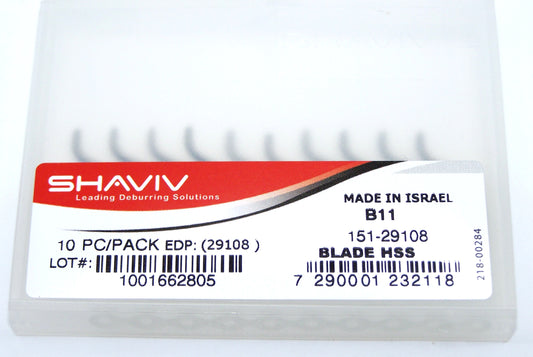 SHAVIV
Leading Deburring Solutions
MADE IN ISRAEL
B11
151-29108
BLADE HSS
10 PC/PACK EDP: (29108 )
LOT#:
1001662805
7 290001 232118
218-00284